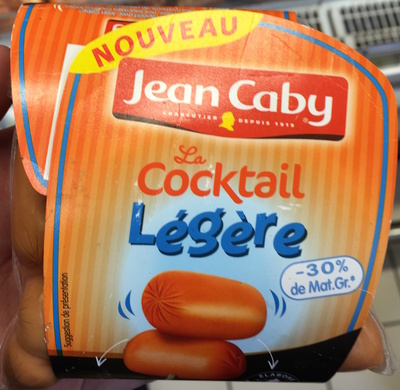 NOUVEAU
Jean Caby
CHARCUTIER DEPUIS 1919
La
Cocktail
Légère
-30%
de Mat.Gr.*
Suggestion de présentation